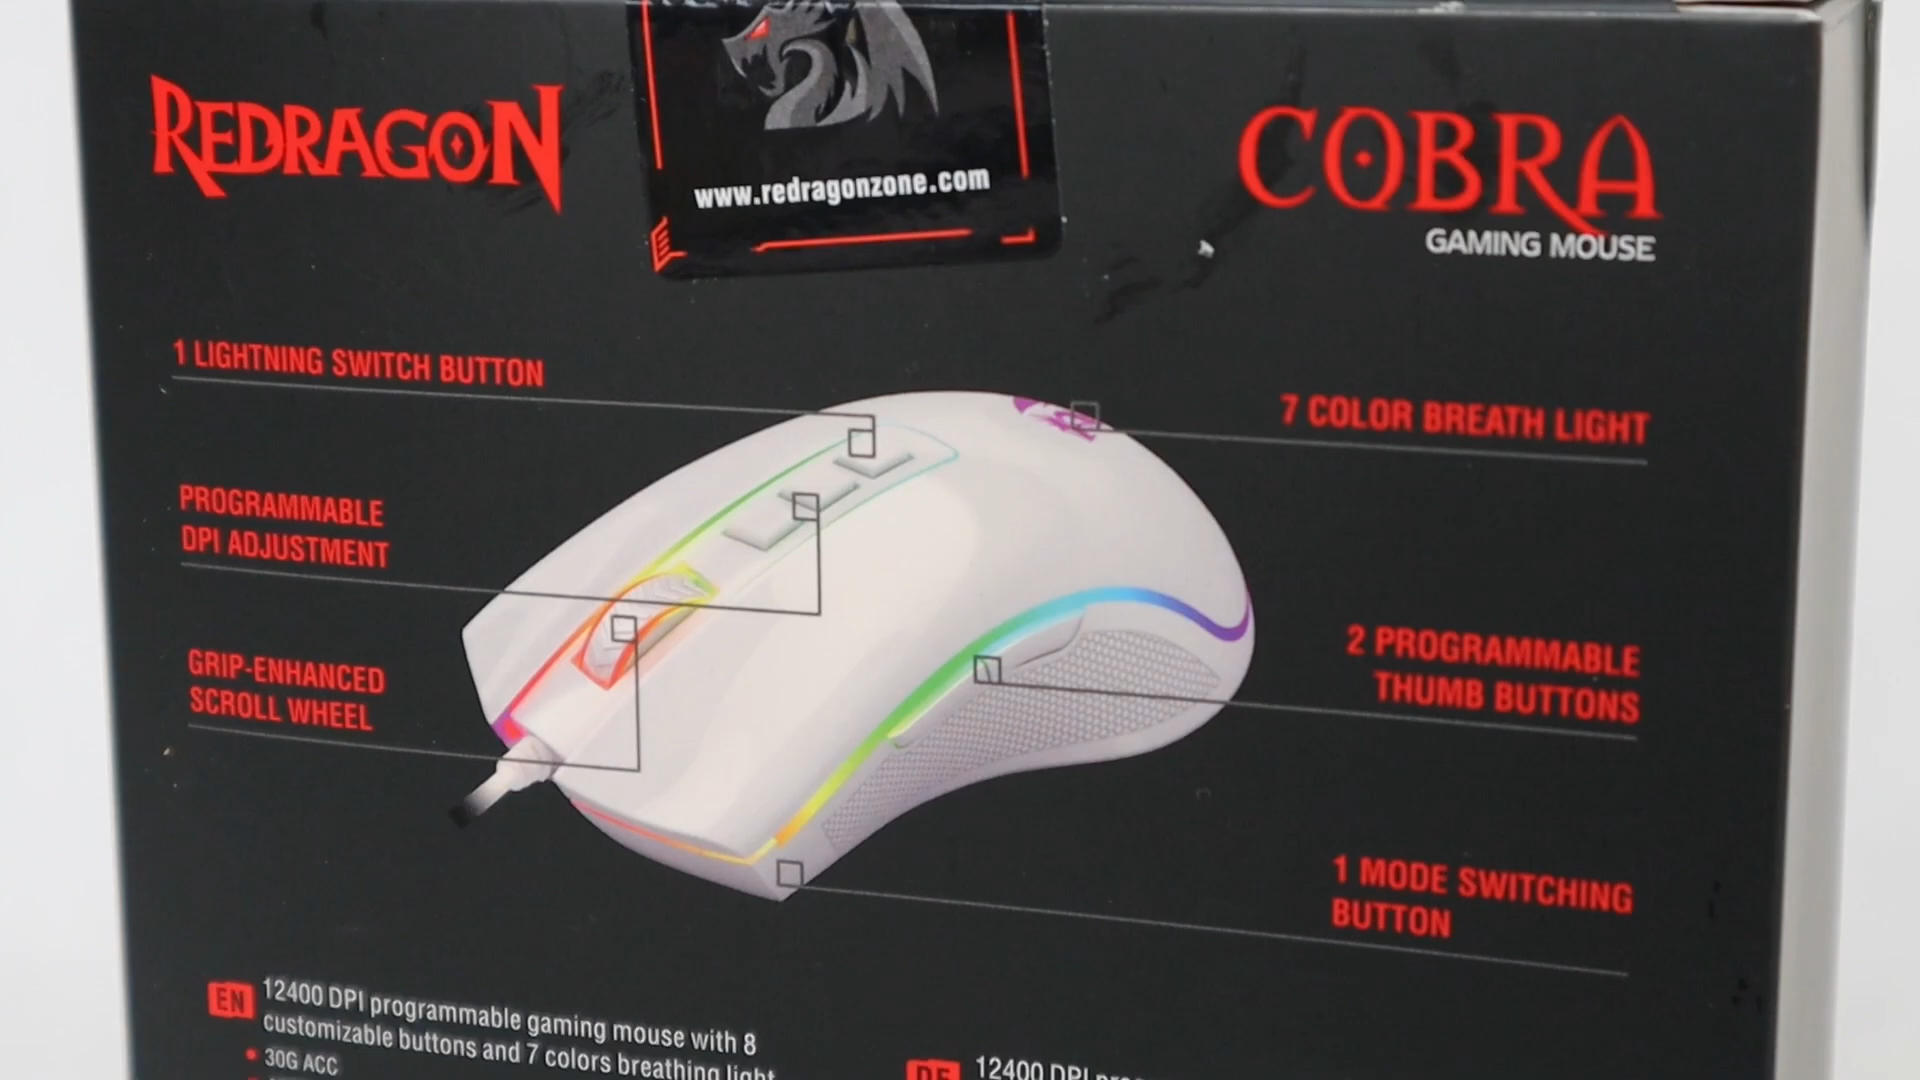 REDRAGON
www.redragonzone.com
COBRA
GAMING MOUSE
1 LIGHTNING SWITCH BUTTON
7 COLOR BREATH LIGHT
PROGRAMMABLE
DPI ADJUSTMENT
GRIP-ENHANCED
SCROLL WHEEL
2 PROGRAMMABLE
THUMB BUTTONS
1 MODE SWITCHING
BUTTON
EN 12400 DPI programmable gaming mouse with 8
customizable buttons and 7 colors breathing light
• 30G ACC
DE 12400 DPI